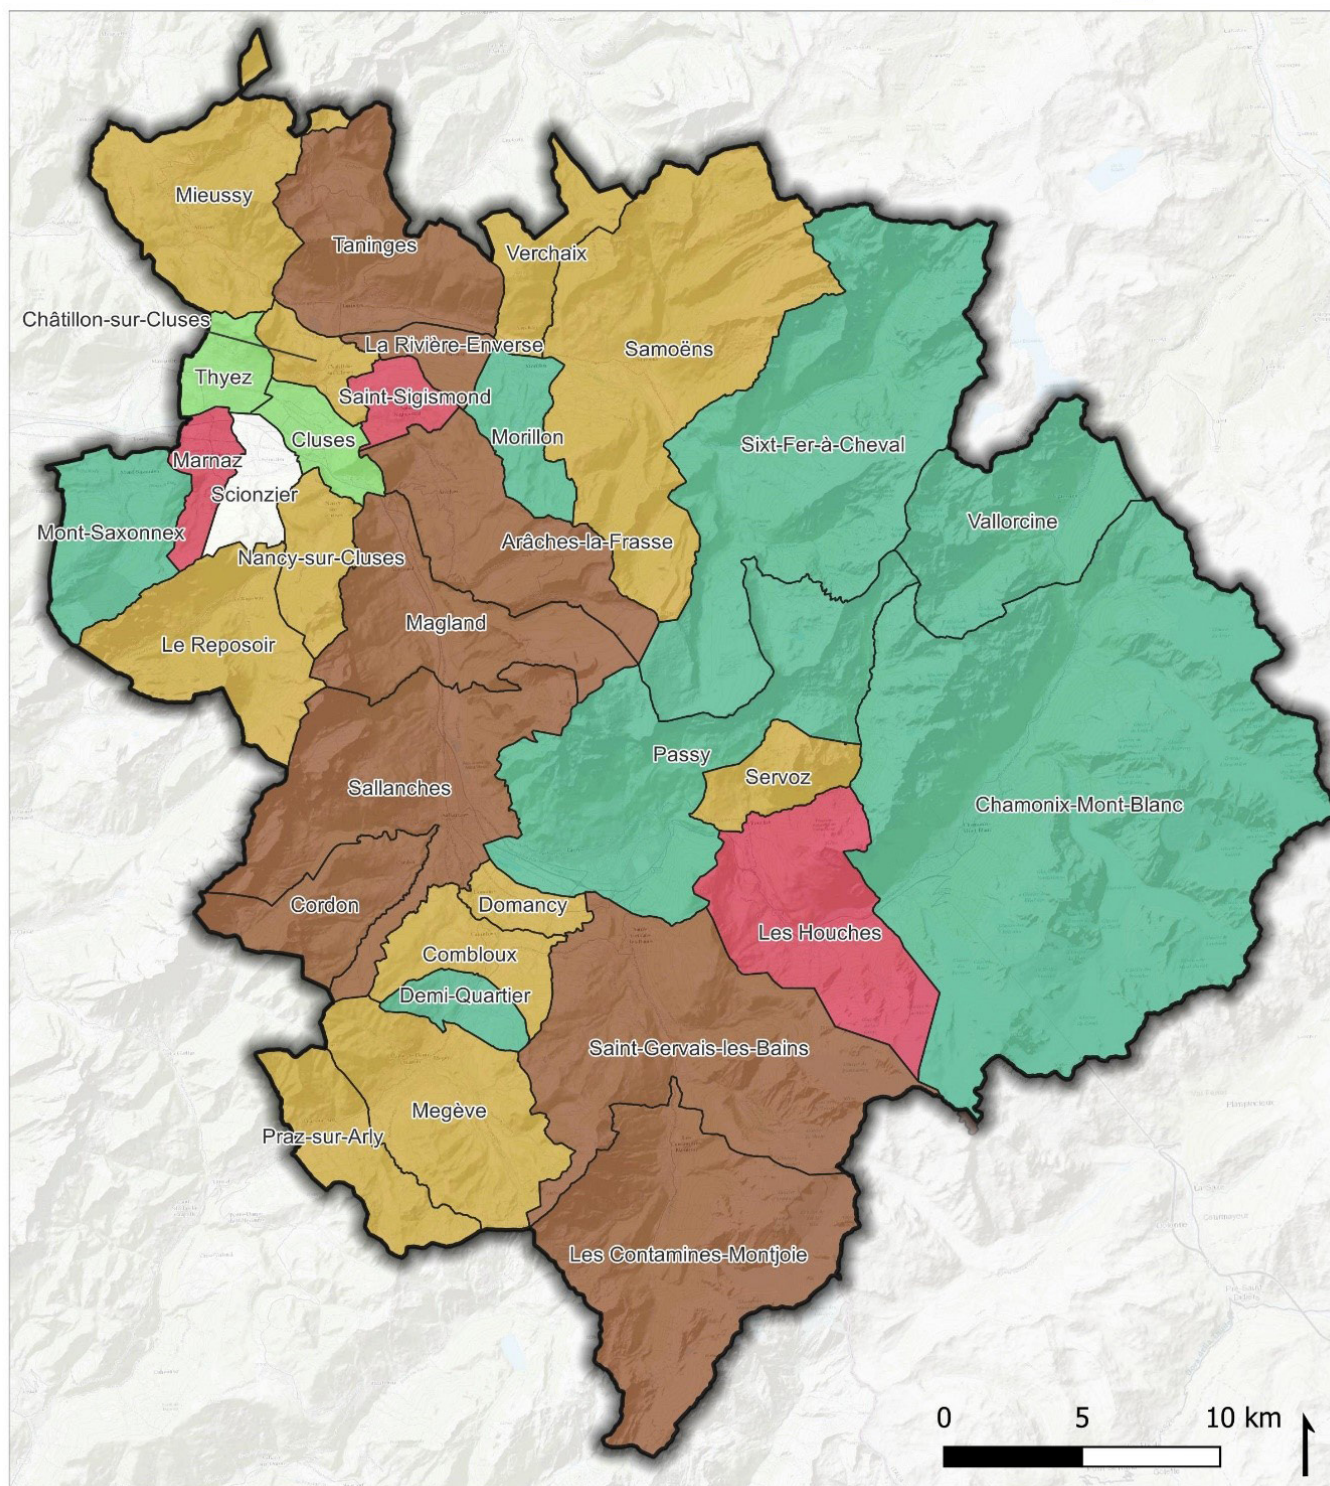 Mieussy
Taninges
Verchaix
Châtillon-sur-Cluses
La Rivière-Enverse
Samoëns
Thyez
Saint-Sigismond
Cluses
Morillon
Sixt-Fer-à-Cheval
Marnaz
Scionzier
Vallorcine
Mont-Saxonnex
Arâches-la-Frasse
Nancy-sur-Cluses
Magland
Le Reposoir
Passy
Servoz
Sallanches
Chamonix-Mont-Blanc
Cordon
Domancy
Les Houches
Combloux
Demi-Quartier
Saint-Gervais-les-Bains
Megève
Praz-sur-Arly
Les Contamines-Montjoie
0 5 10 km